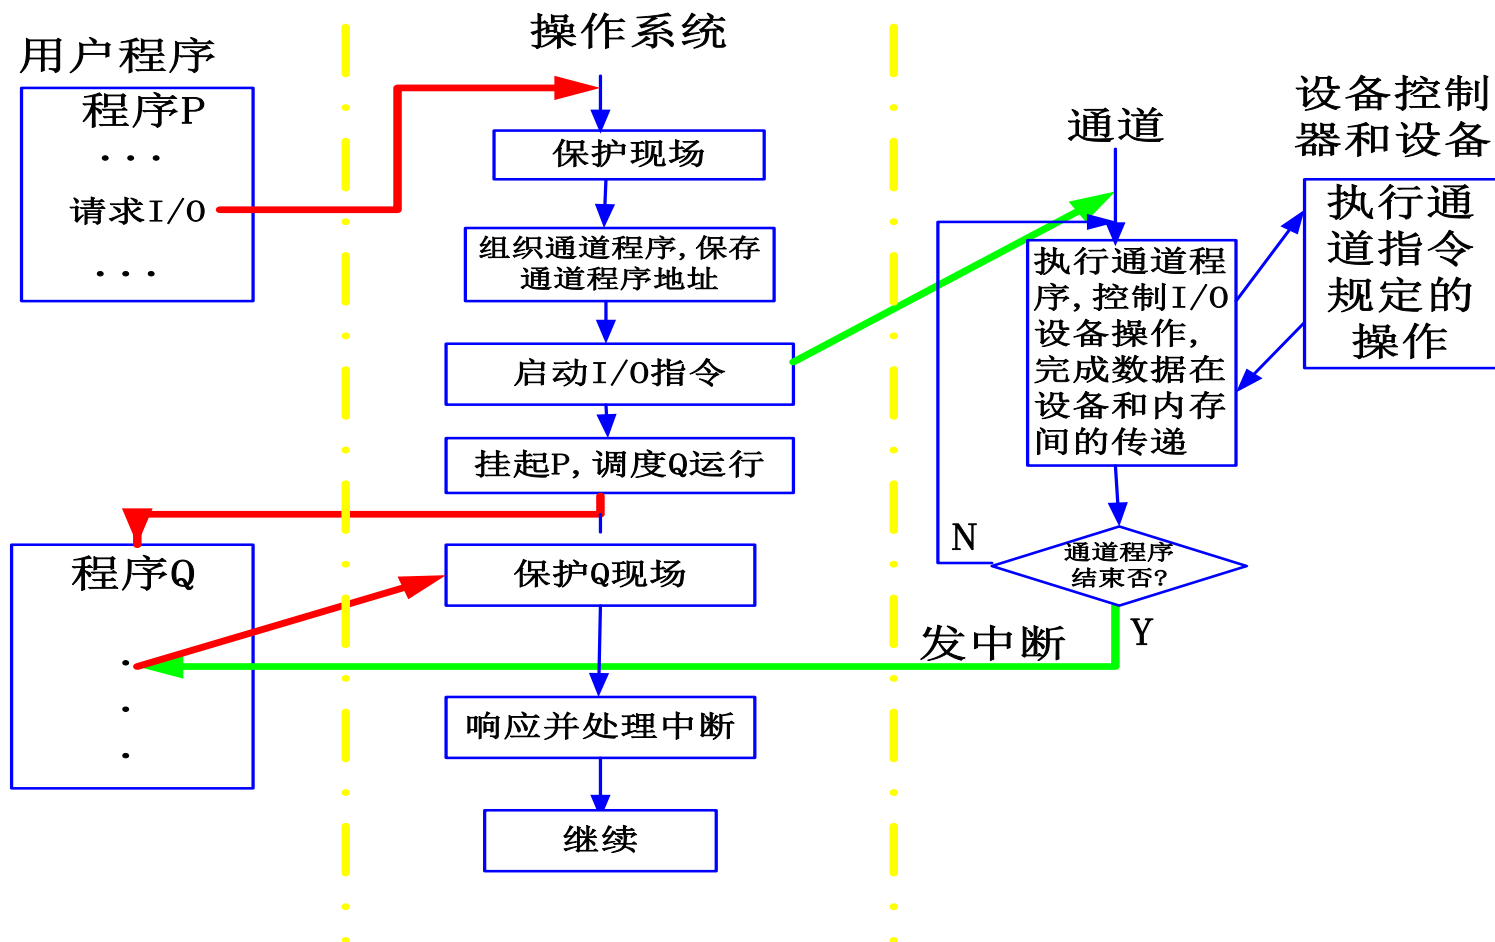 用户程序
程序P
...
请求I/O
...
操作系统
保护现场
组织通道程序,保存
通道程序地址
启动I/O指令
挂起P,调度Q运行
程序Q
.
.
.
保护Q现场
响应并处理中断
继续
通道
执行通道程
序,控制I/O
设备操作,
完成数据在
设备和内存
间的传递
N
通道程序
结束否?
Y
发中断
设备控制
器和设备
执行通
道指令
规定的
操作